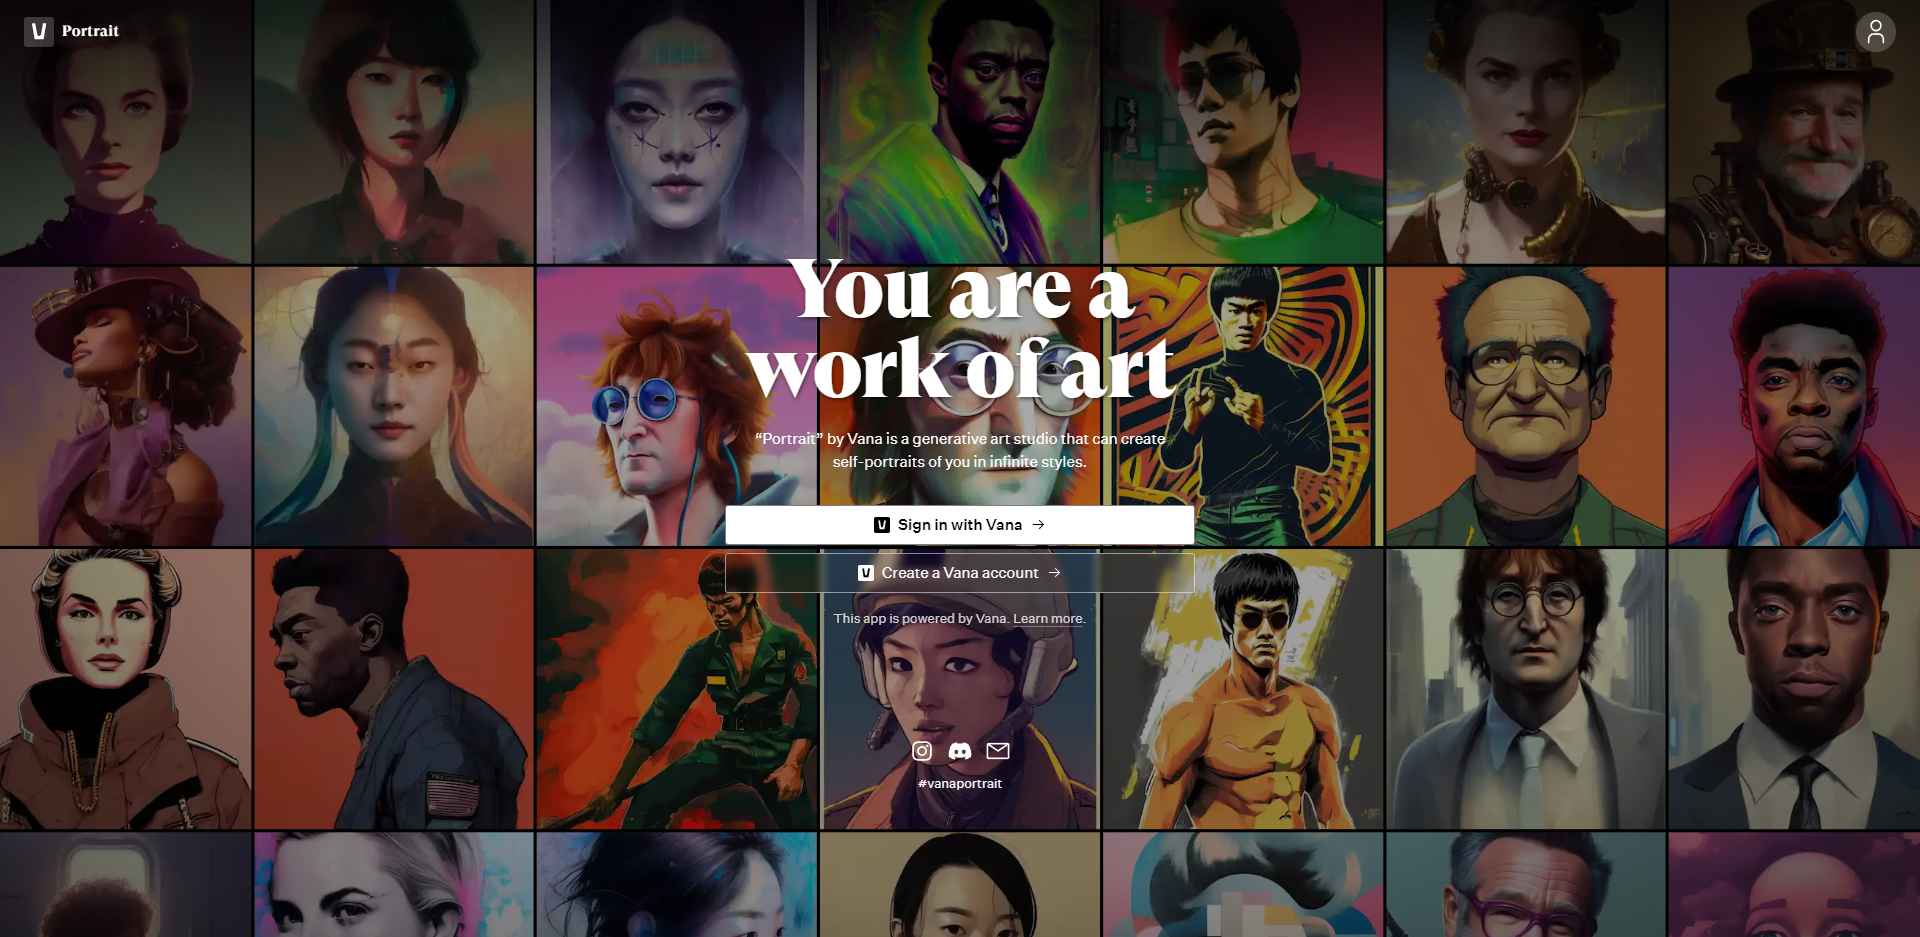 Portrait
You are a
work of art
“Portrait” by Vana is a generative art studio that can create
self-portraits of you in infinite styles.
Sign in with Vana →
Create a Vana account →
This app is powered by Vana. Learn more.
#vanaportrait